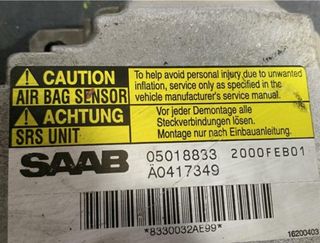 CAUTION
AIR BAG SENSOR
To help avoid personal injury due to unwanted
inflation, service only as specified in the
vehicle manufacturer's service manual.
ACHTUNG
SRS UNIT
Vor jeder Demontage alle
Steckverbindung lösen.
Montage nur nach Einbauanleitung.
SAAB 05018833 2000FEB01
A0417349
*8330032AE99*
16200403